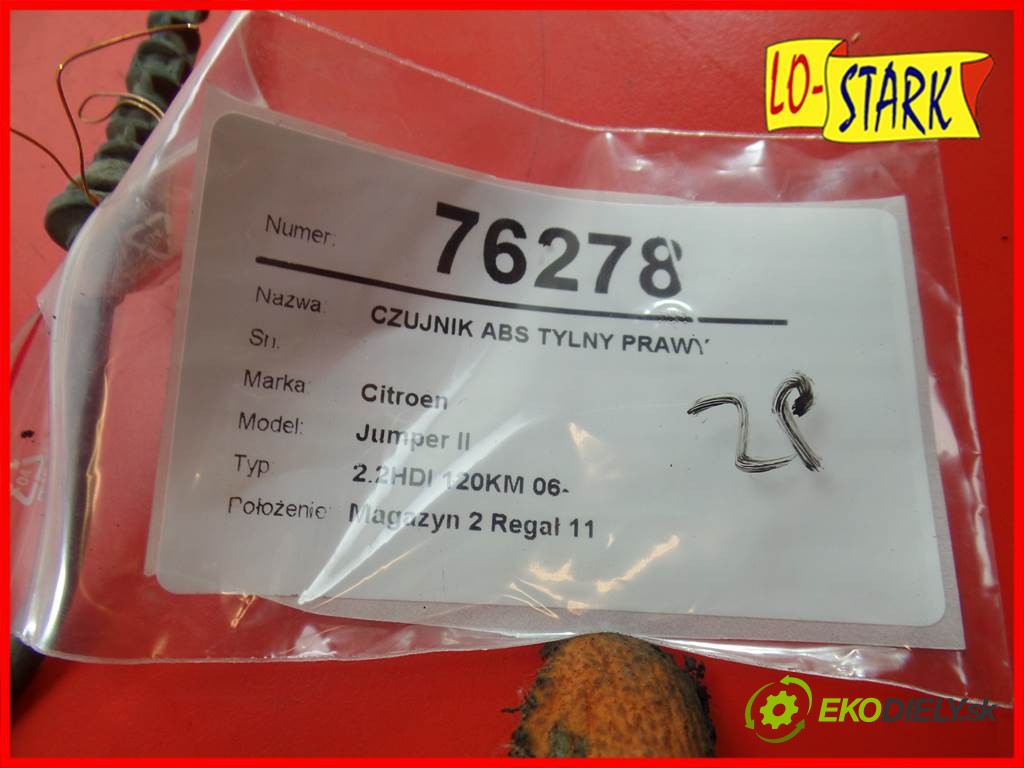 LO-STARK
Numer: 76278
Nazwa: CZUJNIK ABS TYLNY PRAWY
Sn.
Marka: Citroen
Model: Jumper II
Typ 2.2HDI 120KM 06-
Położenie: Magazyn 2 Regał 11
EKODIELY.sk